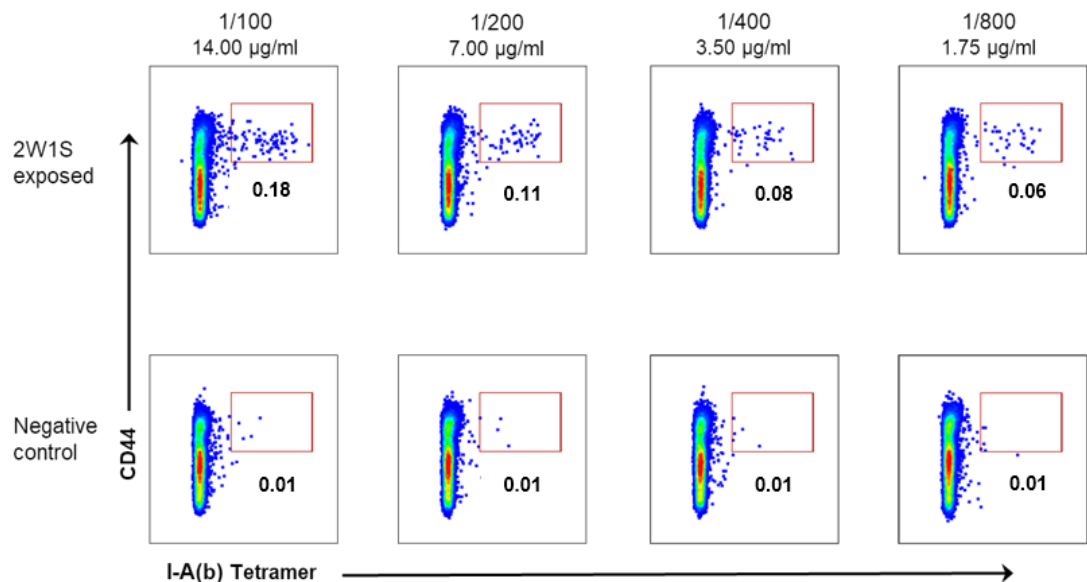 1/100
14.00 µg/ml
1/200
7.00 µg/ml
1/400
3.50 µg/ml
1/800
1.75 µg/ml
2W1S
exposed
0.18
0.11
0.08
0.06
Negative
control
CD44
0.01
0.01
0.01
0.01
I-A(b) Tetramer